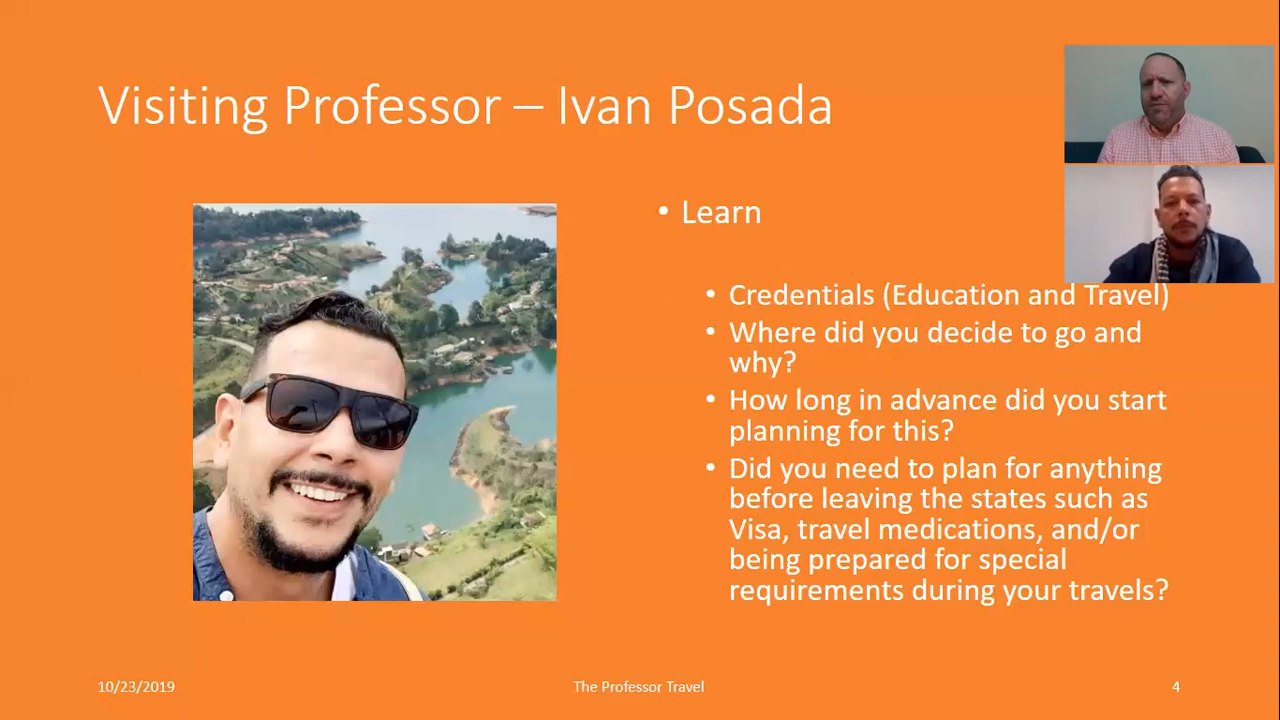 Visiting Professor – Ivan Posada
• Learn
• Credentials (Education and Travel)
• Where did you decide to go and
why?
• How long in advance did you start
planning for this?
• Did you need to plan for anything
before leaving the states such as
Visa, travel medications, and/or
being prepared for special
requirements during your travels?
10/23/2019
The Professor Travel
4